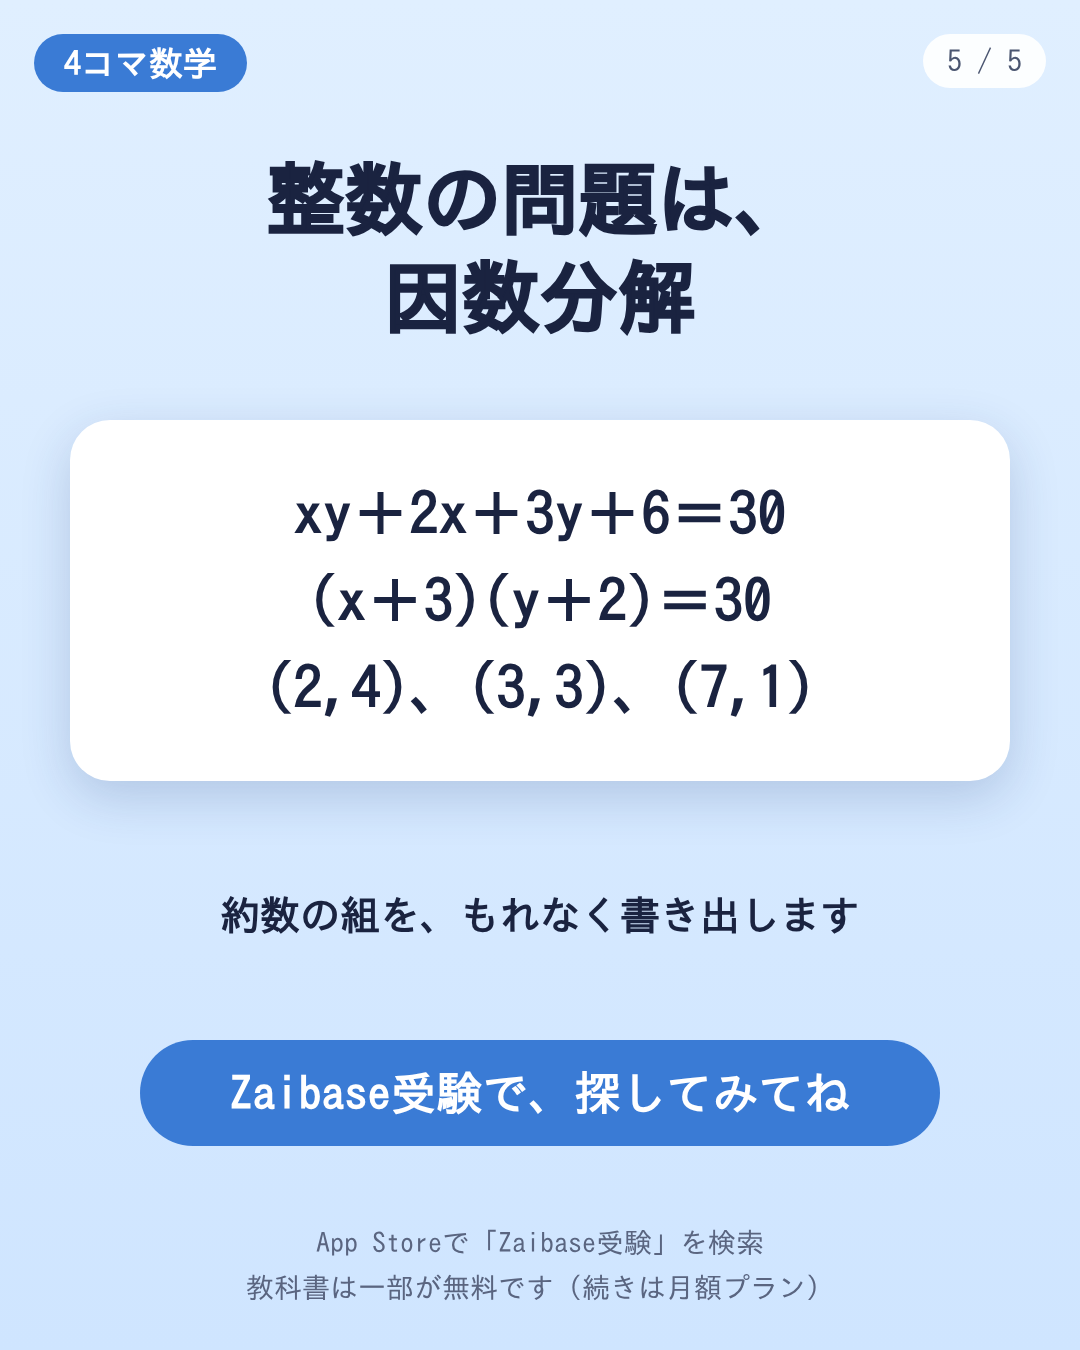 4コマ数学
5 / 5
整数の問題は、
因数分解
xy＋2x＋3y＋6＝30
(x＋3)(y＋2)＝30
(2,4)、(3,3)、(7,1)
約数の組を、もれなく書き出します
Zaibase受験で、探してみてね
App Storeで「Zaibase受験」を検索
教科書は一部が無料です（続きは月額プラン）